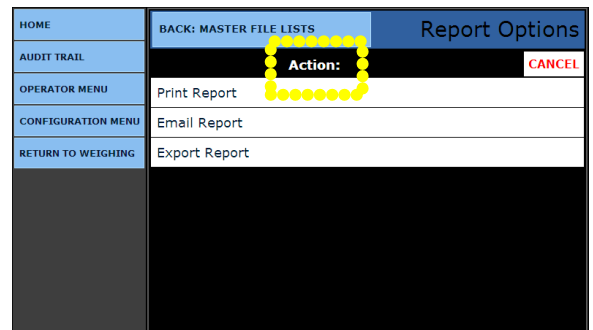 HOME
AUDIT TRAIL
OPERATOR MENU
CONFIGURATION MENU
RETURN TO WEIGHING
BACK: MASTER FILE LISTS
Report Options
Action:
CANCEL
Print Report
Email Report
Export Report